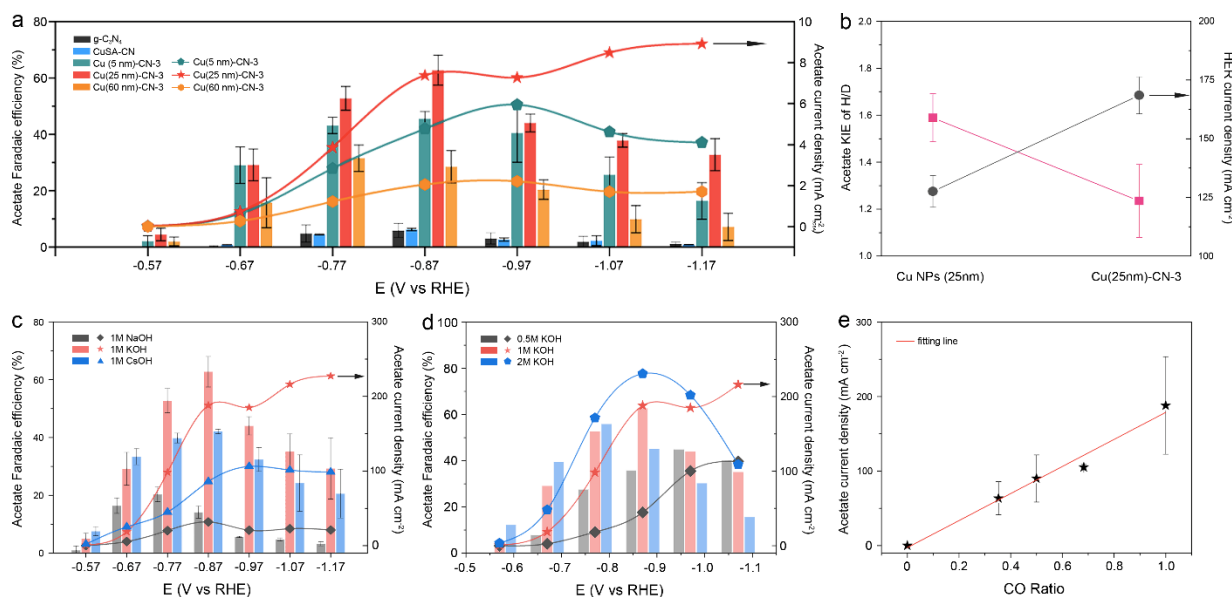 a
80
60
40
20
0
Acetate Faradaic efficiency (%)
g-C₃N₄
CuSA-CN
Cu (5 nm)-CN-3
Cu(25 nm)-CN-3
Cu(60 nm)-CN-3
Cu(5 nm)-CN-3
Cu(25 nm)-CN-3
Cu(60 nm)-CN-3
10
8
6
4
2
0
Acetate current density (mA cm⁻²)
-0.57
-0.67
-0.77
-0.87
-0.97
-1.07
-1.17
E (V vs RHE)
b
2.0
1.8
1.6
1.4
1.2
1.0
Acetate KIE of H/D
200
175
150
125
100
HER current density (mA cm⁻²)
Cu NPs (25nm)
Cu(25nm)-CN-3
c
80
60
40
20
0
Acetate Faradaic efficiency (%)
1M NaOH
1M KOH
1M CsOH
300
200
100
0
Acetate current density (mA cm⁻²)
-0.57
-0.67
-0.77
-0.87
-0.97
-1.07
-1.17
E (V vs RHE)
d
100
80
60
40
20
0
Acetate Faradaic efficiency (%)
0.5M KOH
1M KOH
2M KOH
300
200
100
0
Acetate current density (mA cm⁻²)
-0.5
-0.6
-0.7
-0.8
-0.9
-1.0
-1.1
E (V vs RHE)
e
300
200
100
0
Acetate current density (mA cm⁻²)
fitting line
0.0
0.2
0.4
0.6
0.8
1.0
CO Ratio